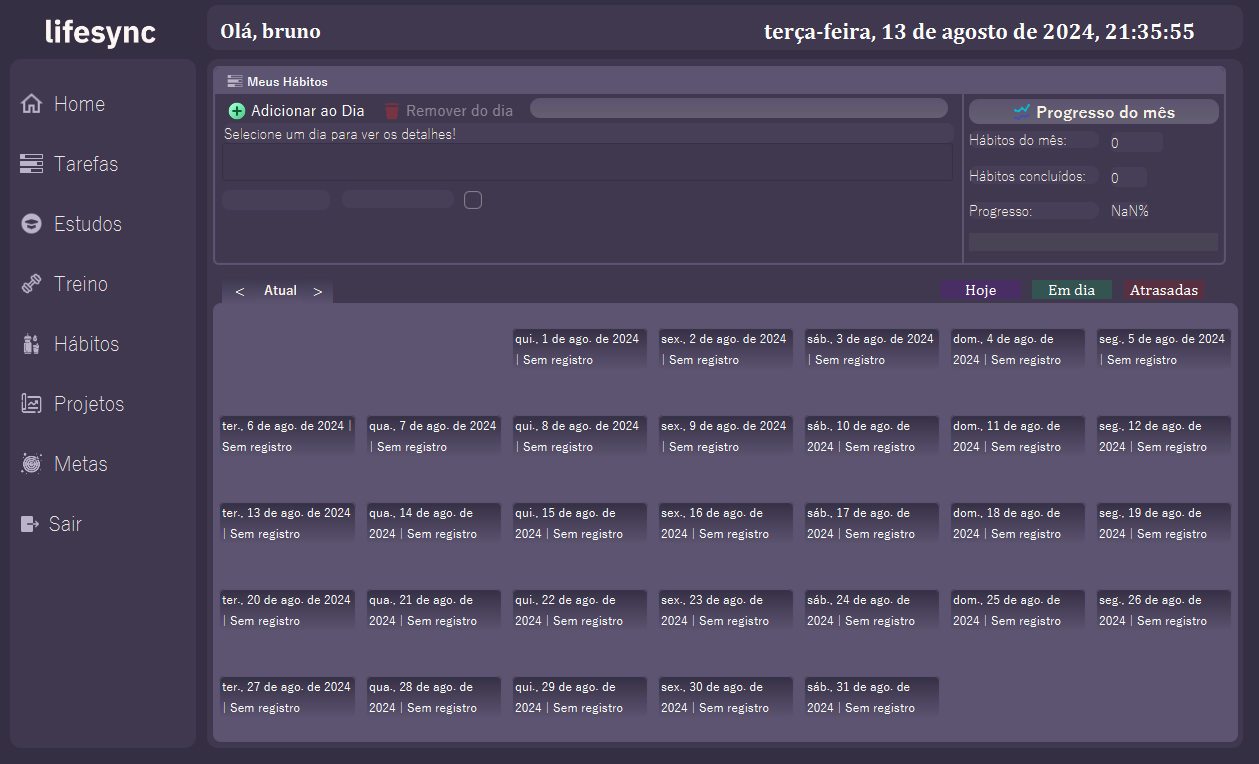 lifesync
Olá, bruno
terça-feira, 13 de agosto de 2024, 21:35:55
Home
Tarefas
Estudos
Treino
Hábitos
Projetos
Metas
Sair
Meus Hábitos
Adicionar ao Dia
Remover do dia
Selecione um dia para ver os detalhes!
Progresso do mês
Hábitos do mês: 0
Hábitos concluídos: 0
Progresso: NaN%
< Atual >
Hoje
Em dia
Atrasadas
qui., 1 de ago. de 2024
| Sem registro
sex., 2 de ago. de 2024
| Sem registro
sáb., 3 de ago. de 2024
| Sem registro
dom., 4 de ago. de
2024 | Sem registro
seg., 5 de ago. de 2024
| Sem registro
ter., 6 de ago. de 2024 |
Sem registro
qua., 7 de ago. de 2024
| Sem registro
qui., 8 de ago. de 2024
| Sem registro
sex., 9 de ago. de 2024
| Sem registro
sáb., 10 de ago. de
2024 | Sem registro
dom., 11 de ago. de
2024 | Sem registro
seg., 12 de ago. de
2024 | Sem registro
ter., 13 de ago. de 2024
| Sem registro
qua., 14 de ago. de
2024 | Sem registro
qui., 15 de ago. de
2024 | Sem registro
sex., 16 de ago. de
2024 | Sem registro
sáb., 17 de ago. de
2024 | Sem registro
dom., 18 de ago. de
2024 | Sem registro
seg., 19 de ago. de
2024 | Sem registro
ter., 20 de ago. de 2024
| Sem registro
qua., 21 de ago. de
2024 | Sem registro
qui., 22 de ago. de
2024 | Sem registro
sex., 23 de ago. de
2024 | Sem registro
sáb., 24 de ago. de
2024 | Sem registro
dom., 25 de ago. de
2024 | Sem registro
seg., 26 de ago. de
2024 | Sem registro
ter., 27 de ago. de 2024
| Sem registro
qua., 28 de ago. de
2024 | Sem registro
qui., 29 de ago. de
2024 | Sem registro
sex., 30 de ago. de
2024 | Sem registro
sáb., 31 de ago. de
2024 | Sem registro